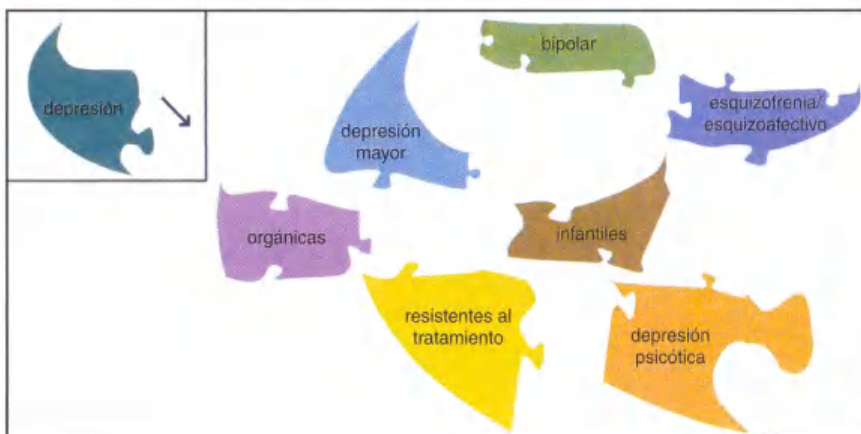 depresión
depresión
mayor
bipolar
esquizofrenia/
esquizoafectivo
orgánicas
infantiles
resistentes al
tratamiento
depresión
psicótica